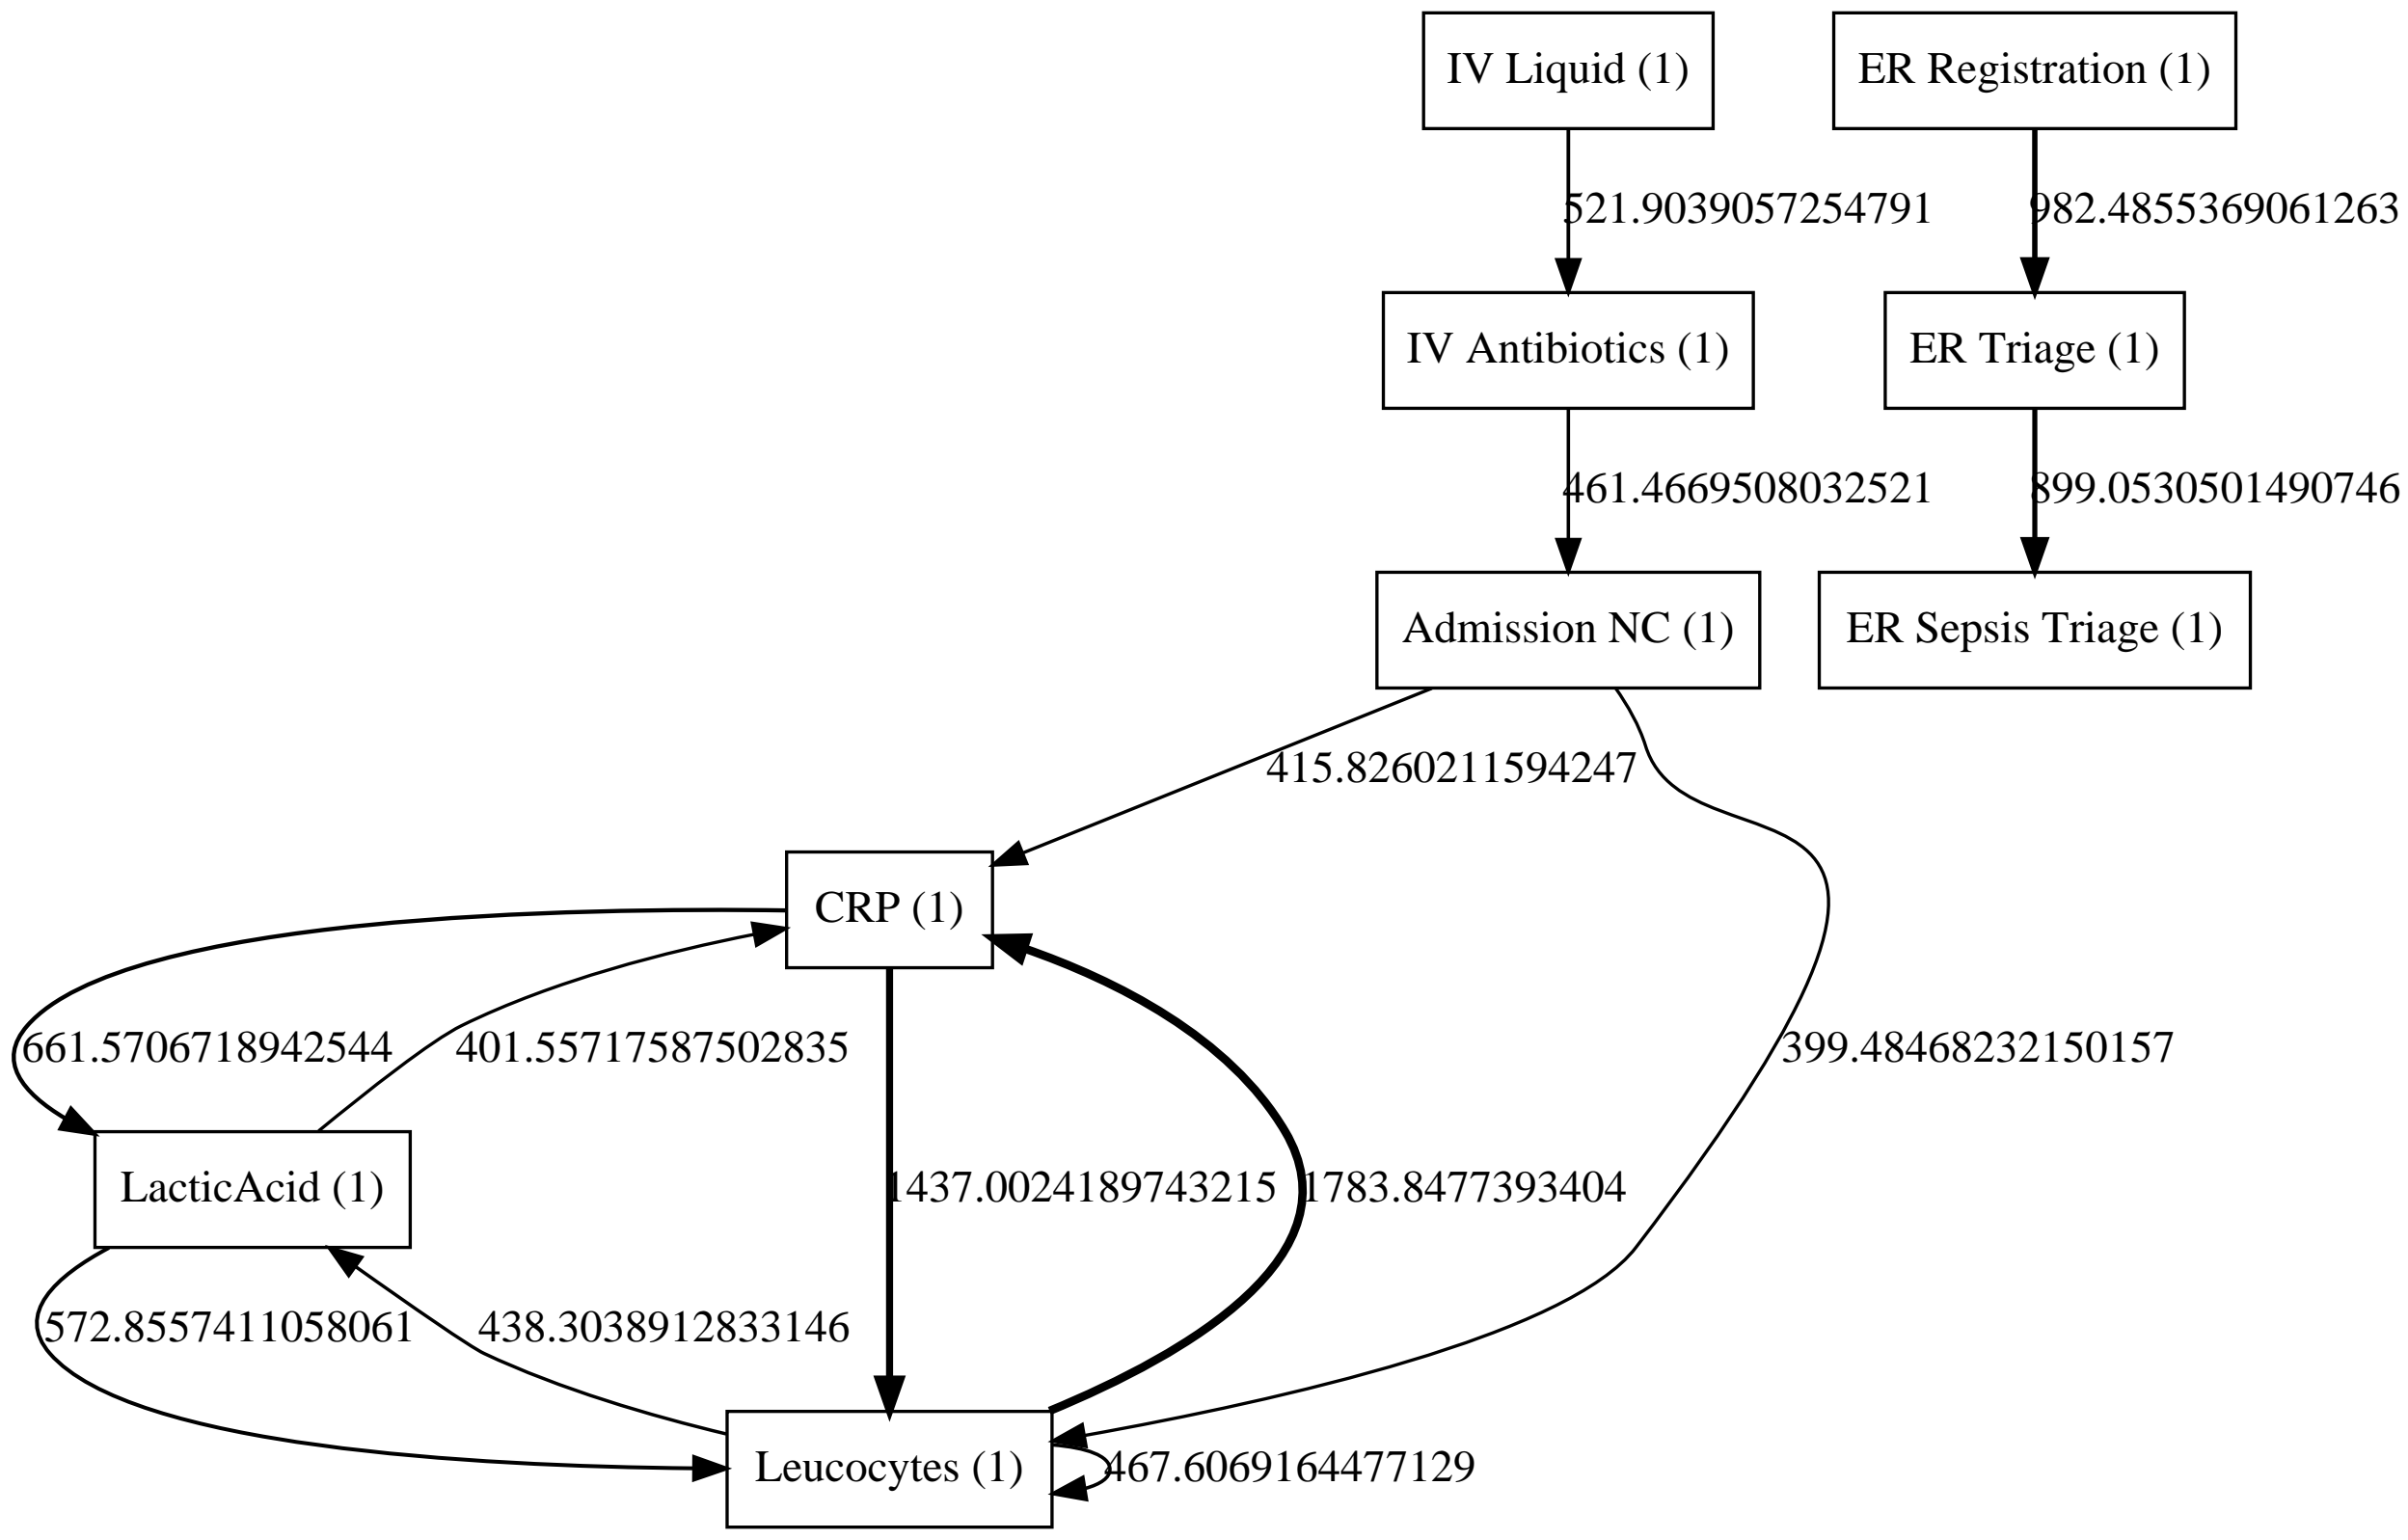 IV Liquid (1)
ER Registration (1)
521.9039057254791
982.4855369061263
IV Antibiotics (1)
ER Triage (1)
461.4669508032521
899.0530501490746
Admission NC (1)
ER Sepsis Triage (1)
415.8260211594247
CRP (1)
661.5706718942544
401.55717587502835
399.48468232150157
LacticAcid (1)
1437.0024189743215
1783.8477393404
572.8557411058061
438.3038912833146
Leucocytes (1)
467.6069164477129